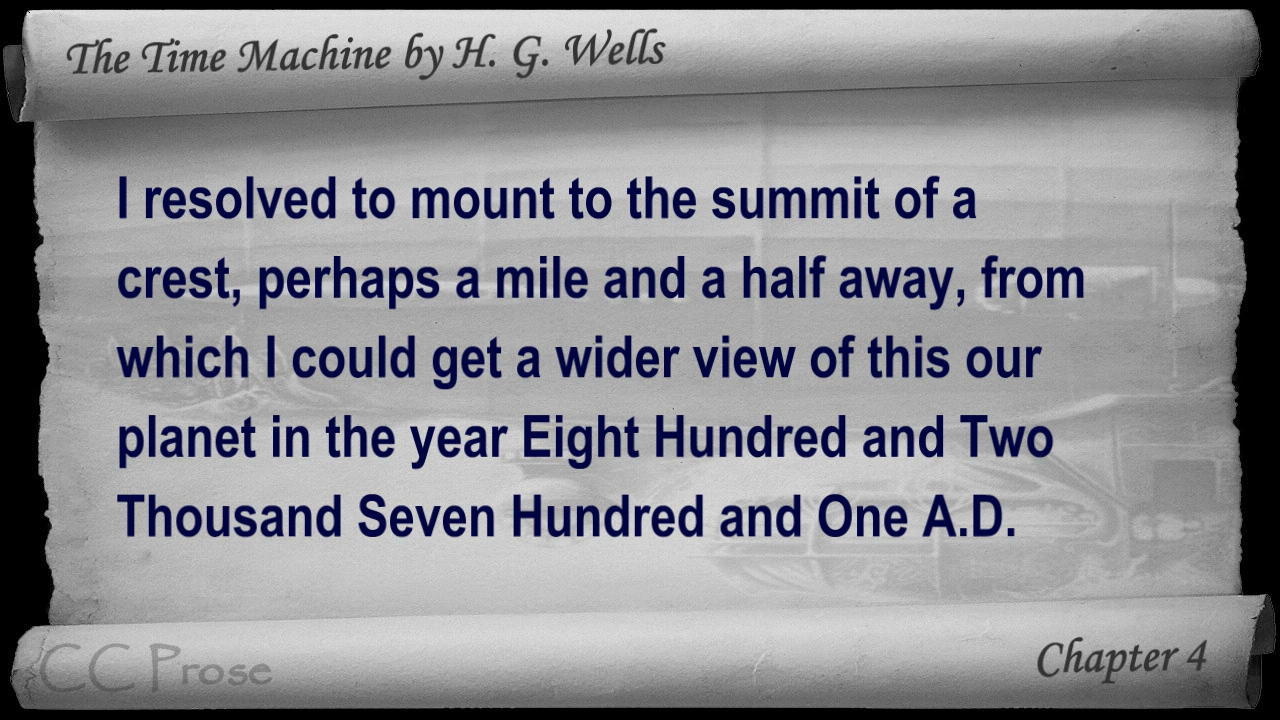 The Time Machine by H. G. Wells
I resolved to mount to the summit of a
crest, perhaps a mile and a half away, from
which I could get a wider view of this our
planet in the year Eight Hundred and Two
Thousand Seven Hundred and One A.D.
CC Prose
Chapter 4